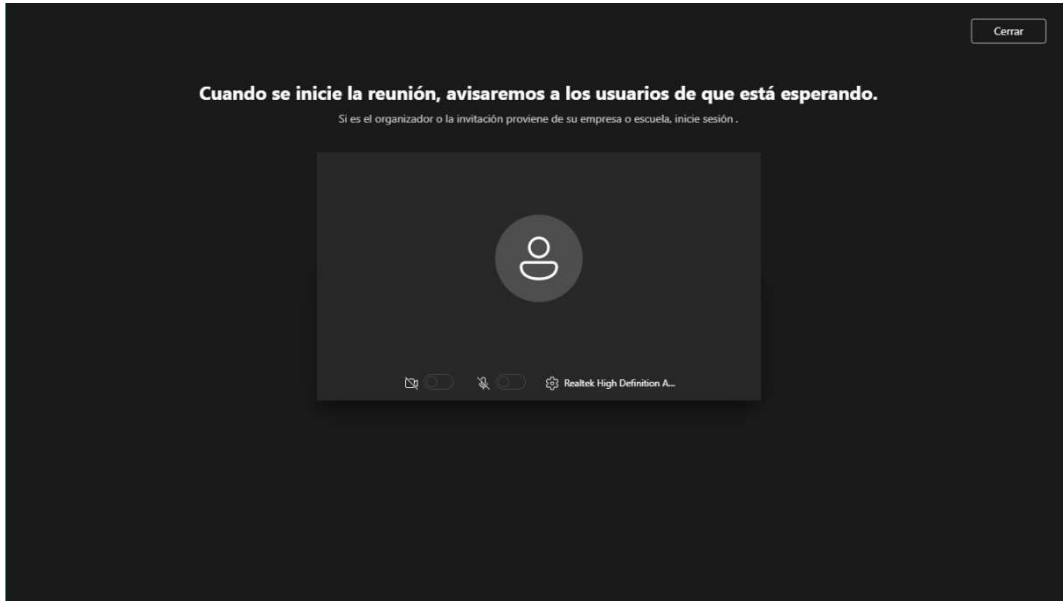 Cerrar
Cuando se inicie la reunión, avisaremos a los usuarios de que está esperando.
Si es el organizador o la invitación proviene de su empresa o escuela, inicie sesión .
Realtek High Definition A...